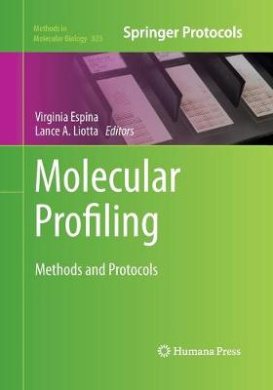 Methods in
Molecular Biology 823
Springer Protocols
Virginia Espina
Lance A. Liotta Editors
Molecular
Profiling
Methods and Protocols
Humana Press